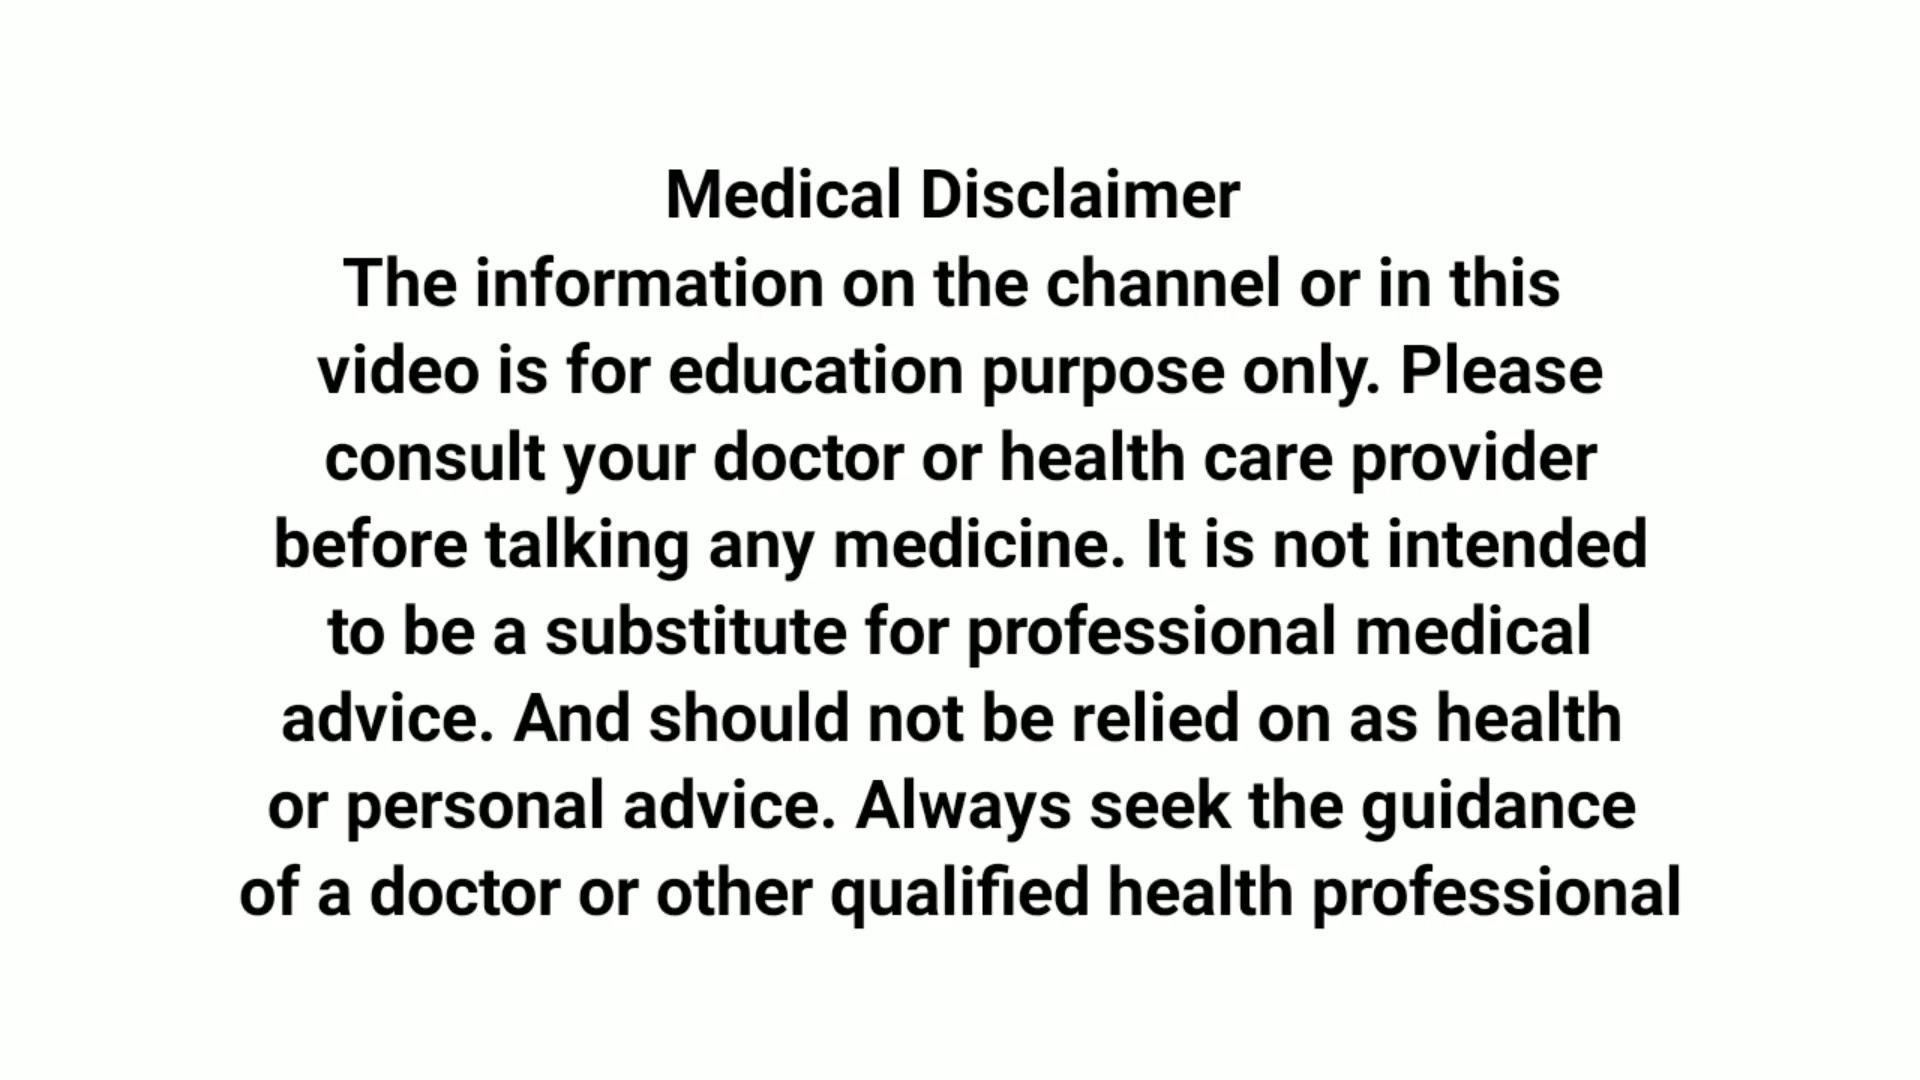 Medical Disclaimer
The information on the channel or in this
video is for education purpose only. Please
consult your doctor or health care provider
before talking any medicine. It is not intended
to be a substitute for professional medical
advice. And should not be relied on as health
or personal advice. Always seek the guidance
of a doctor or other qualified health professional